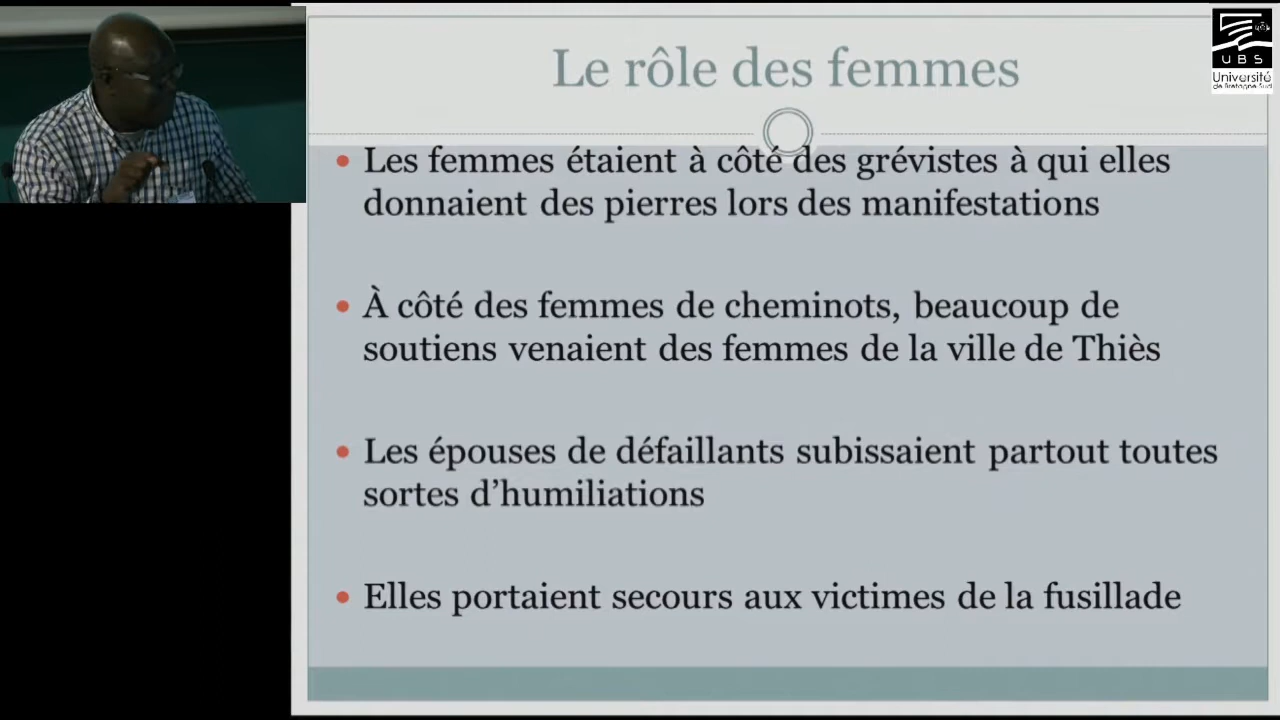 Le rôle des femmes
UBS
Université
de Bretagne-Sud
• Les femmes étaient à côté des grévistes à qui elles
donnaient des pierres lors des manifestations
• À côté des femmes de cheminots, beaucoup de
soutiens venaient des femmes de la ville de Thiès
• Les épouses de défaillants subissaient partout toutes
sortes d’humiliations
• Elles portaient secours aux victimes de la fusillade